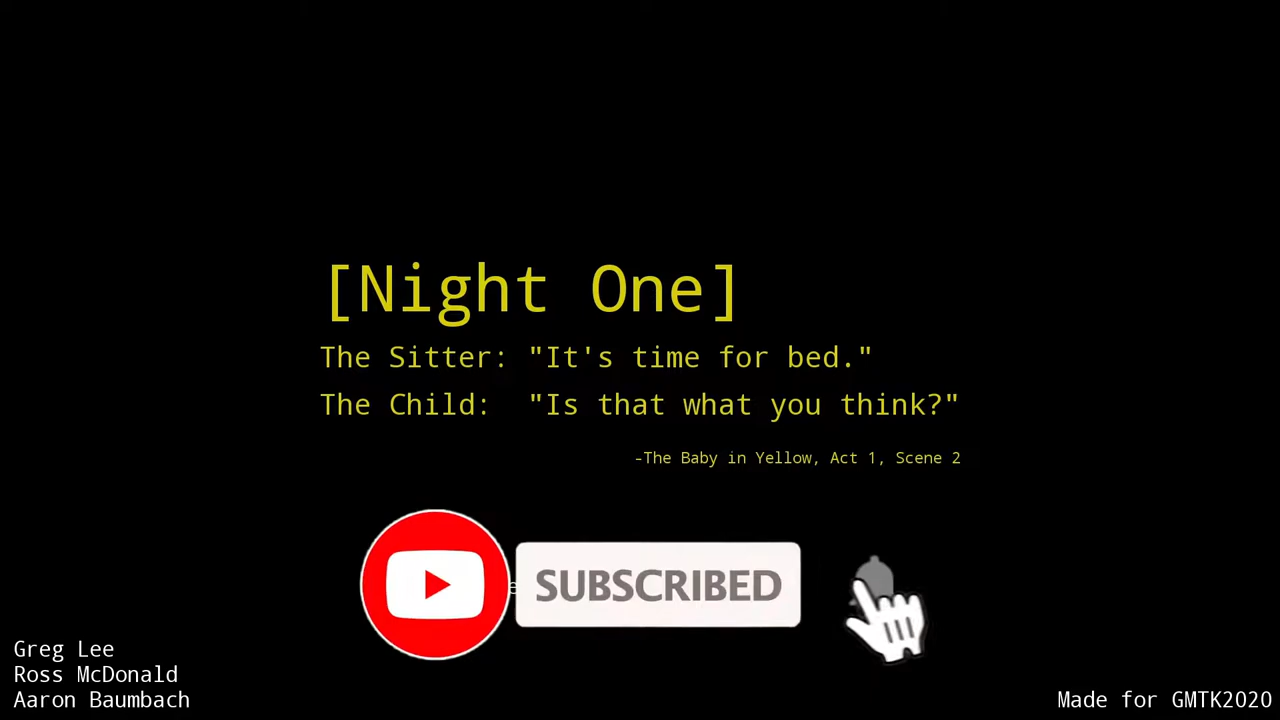 [Night One]
The Sitter: "It's time for bed."
The Child:  "Is that what you think?"
-The Baby in Yellow, Act 1, Scene 2
SUBSCRIBED
Greg Lee
Ross McDonald
Aaron Baumbach
Made for GMTK2020